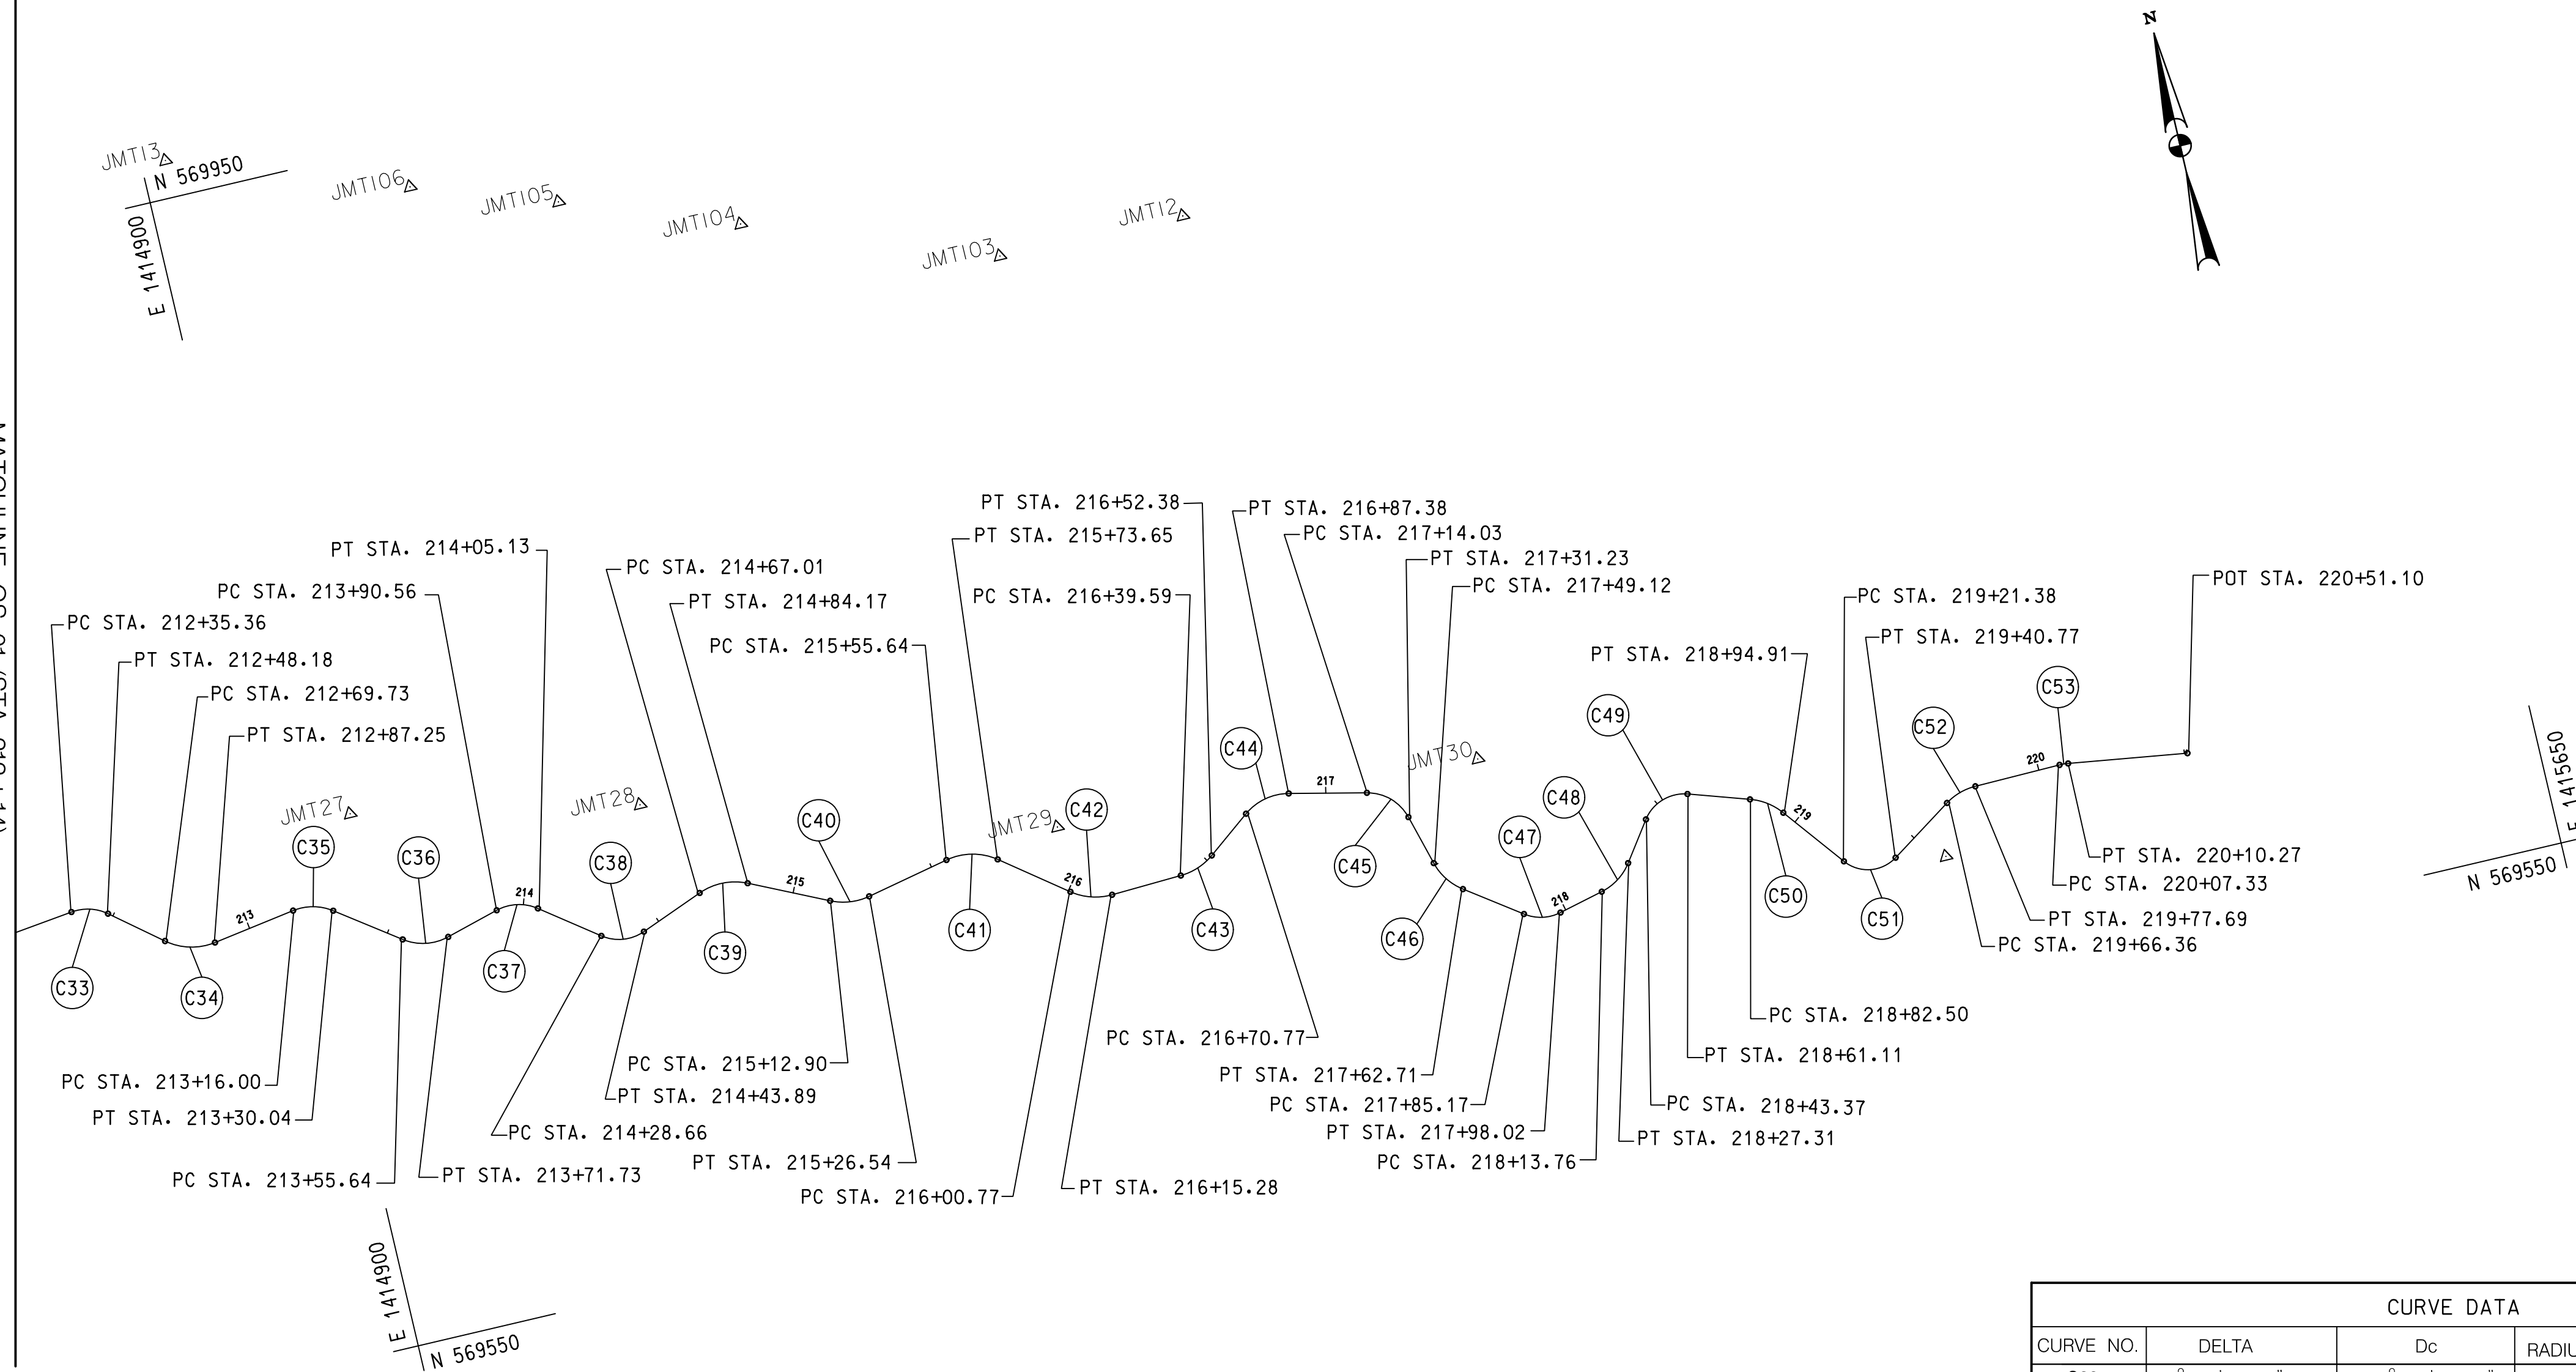 N
JMT13
N 569950
E 1414900
JMT106
JMT105
JMT104
JMT103
JMT12
PT STA. 216+52.38
PT STA. 216+87.38
PT STA. 215+73.65
PC STA. 217+14.03
PT STA. 214+05.13
PT STA. 217+31.23
PC STA. 214+67.01
PC STA. 217+49.12
POT STA. 220+51.10
PC STA. 213+90.56
PT STA. 214+84.17
PC STA. 216+39.59
PC STA. 219+21.38
PC STA. 212+35.36
PT STA. 219+40.77
PC STA. 215+55.64
PT STA. 218+94.91
PT STA. 212+48.18
PC STA. 212+69.73
PT STA. 212+87.25
C53
C49
C52
C44
JMT30
E 1415650
N 569550
220
217
C48
JMT28
JMT27
JMT29
C42
C40
219
C47
C35
C36
C38
215
216
C45
218
C50
214
213
C51
C43
C41
C46
C39
C37
C33
C34
PT STA. 220+10.27
PC STA. 220+07.33
PT STA. 219+77.69
PC STA. 219+66.36
PC STA. 218+82.50
PC STA. 216+70.77
PT STA. 218+61.11
PC STA. 215+12.90
PT STA. 217+62.71
PC STA. 213+16.00
PT STA. 214+43.89
PC STA. 217+85.17
PC STA. 218+43.37
PT STA. 213+30.04
PC STA. 214+28.66
PT STA. 217+98.02
PT STA. 218+27.31
PT STA. 215+26.54
PC STA. 218+13.76
PC STA. 213+55.64
PT STA. 213+71.73
PC STA. 216+00.77
PT STA. 216+15.28
E 1414900
N 569550
CURVE DATA
CURVE NO.
DELTA
Dc